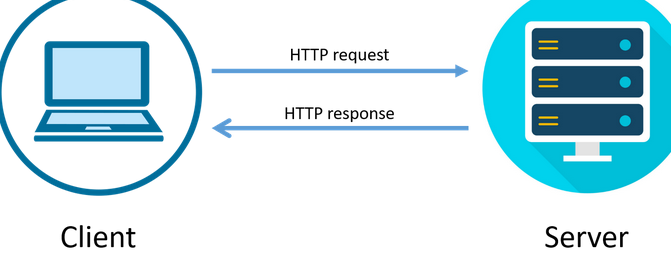 HTTP request
HTTP response
Client
Server